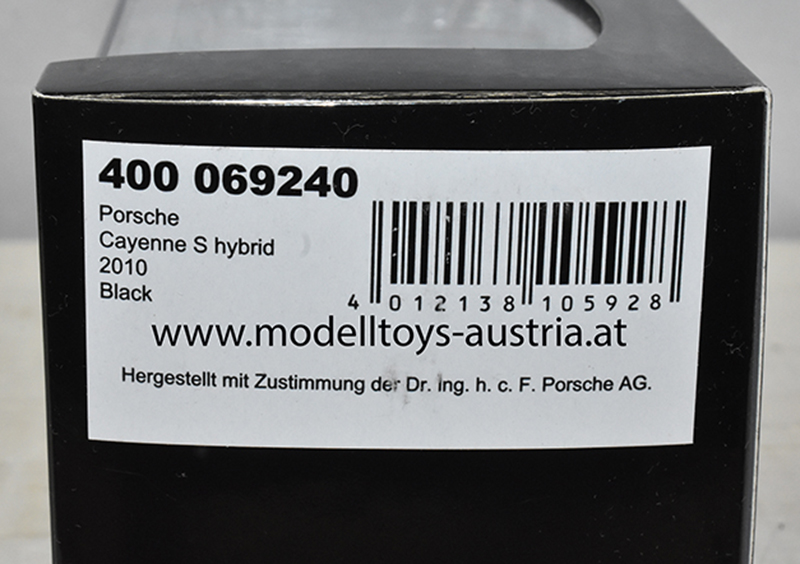 400 069240
Porsche
Cayenne S hybrid
2010
Black
4 012138 105928
www.modelltoys-austria.at
Hergestellt mit Zustimmung der Dr. Ing. h. c. F. Porsche AG.